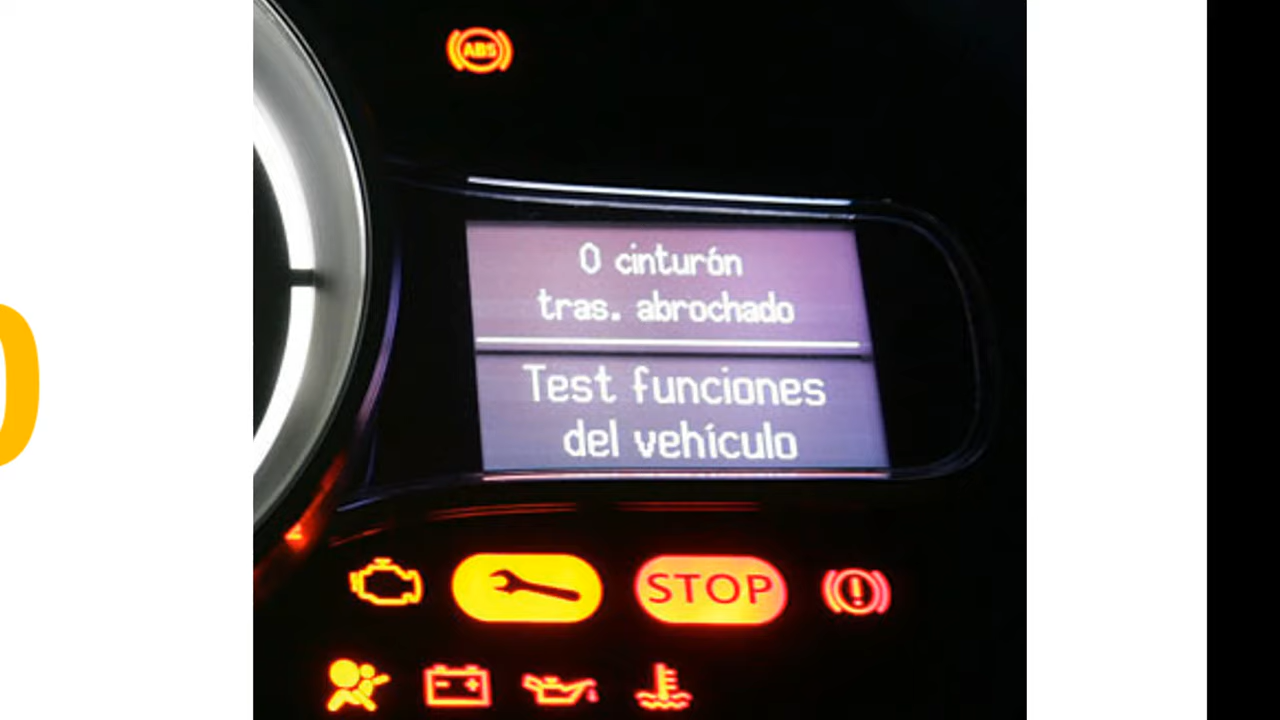 ABS
0 cinturón
tras. abrochado
Test funciones
del vehículo
STOP